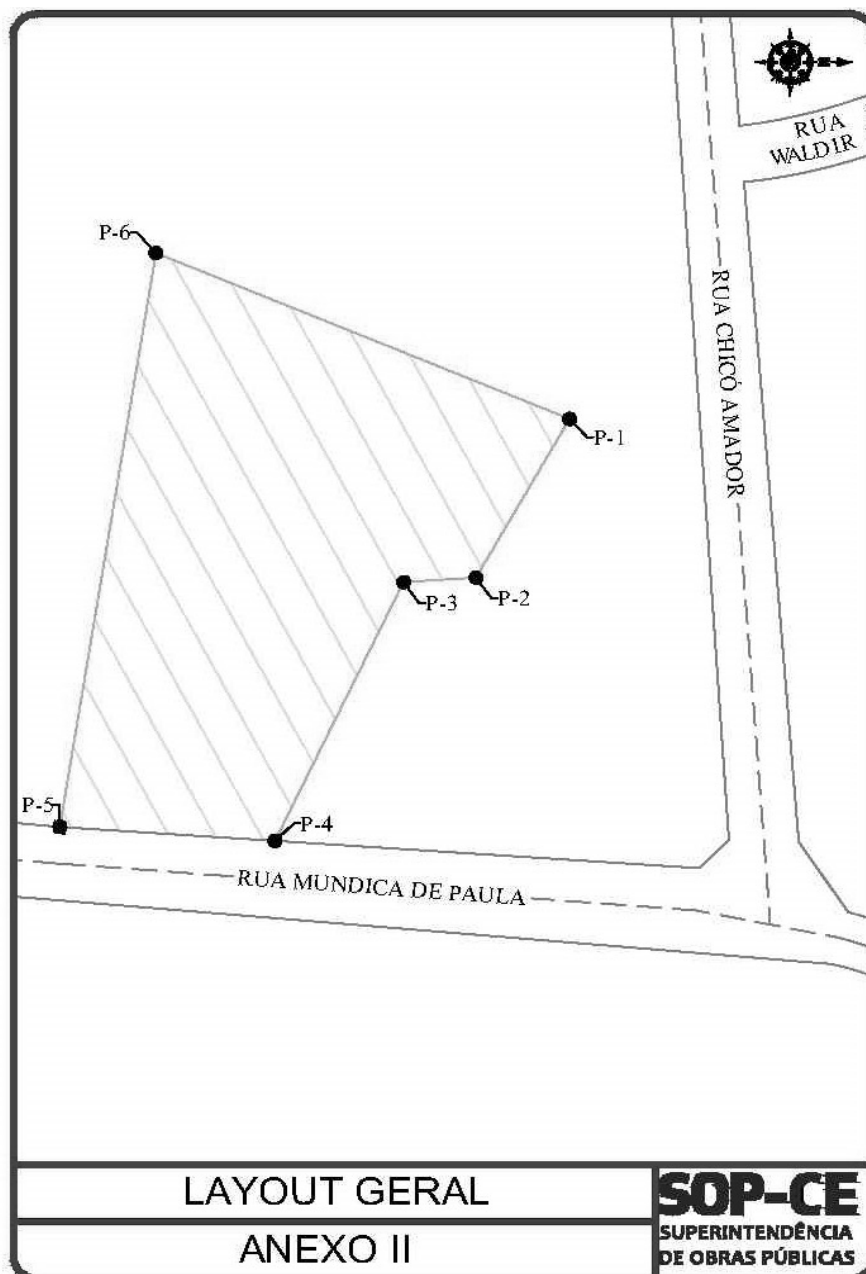 RUA
WALDIR
P-6
RUA CHICÓ AMADOR
P-1
P-2
P-3
P-5
P-4
RUA MUNDICA DE PAULA
LAYOUT GERAL
ANEXO II
SOP-CE
SUPERINTENDÊNCIA
DE OBRAS PÚBLICAS